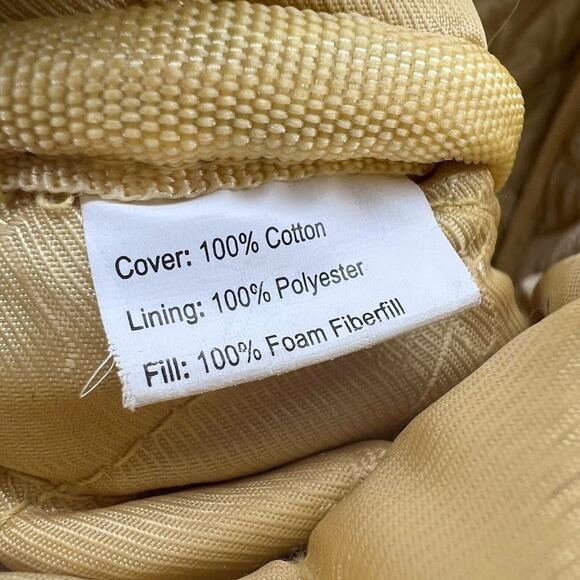 Cover: 100% Cotton
Lining: 100% Polyester
Fill: 100% Foam Fiberfill